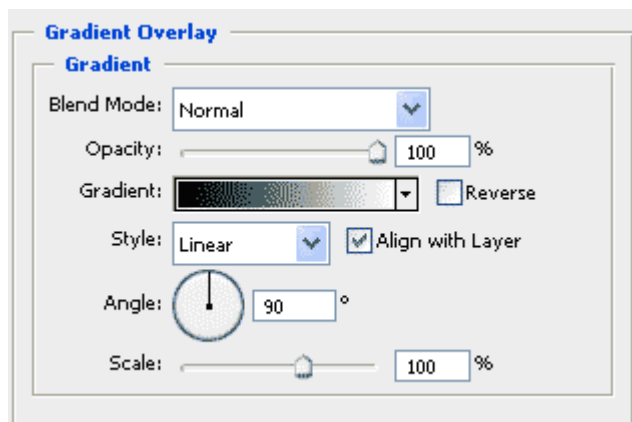 Gradient Overlay
Gradient
Blend Mode: Normal
Opacity: 100 %
Gradient: Reverse
Style: Linear Align with Layer
Angle: 90 °
Scale: 100 %